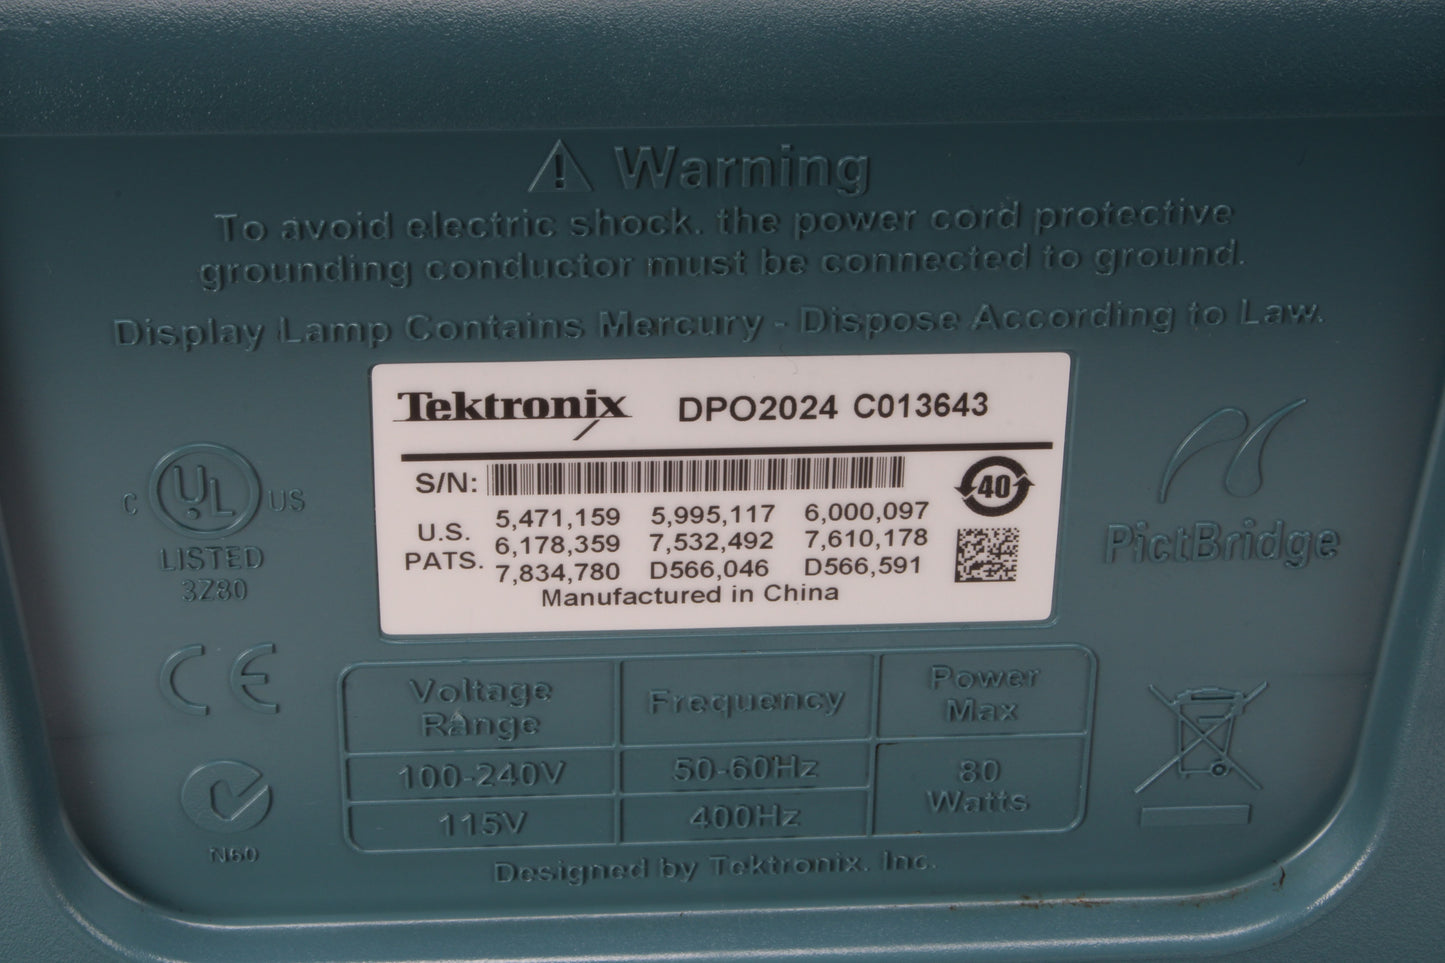 Warning
To avoid electric shock, the power cord protective
grounding conductor must be connected to ground.
Display Lamp Contains Mercury - Dispose According to Law.
Tektronix DPO2024 C013643
S/N:
40
U.S. PATS.
5,471,159 5,995,117 6,000,097
6,178,359 7,532,492 7,610,178
7,834,780 D566,046 D566,591
Manufactured in China
C UL US
LISTED
3Z80
PictBridge
CE
N60
Voltage Range Frequency Power Max
100-240V 50-60Hz 80 Watts
115V 400Hz
Designed by Tektronix, Inc.